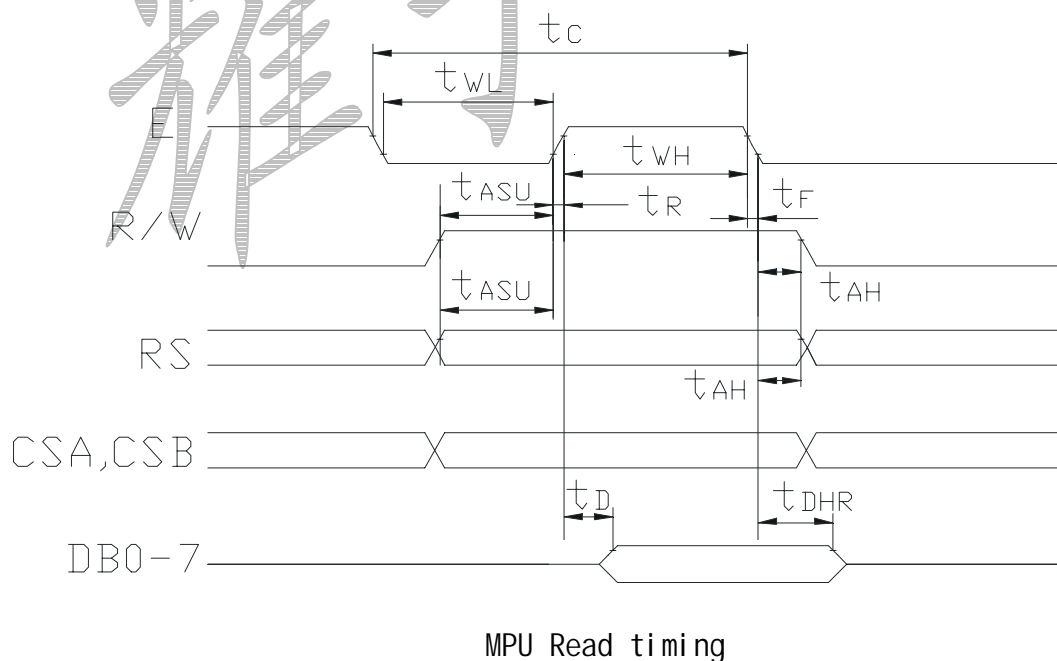 tC
tWL
E
tWH
tASU
tR
tF
R/W
tASU
tAH
RS
tAH
CSA,CSB
tD
tDHR
DB0-7
MPU Read timing